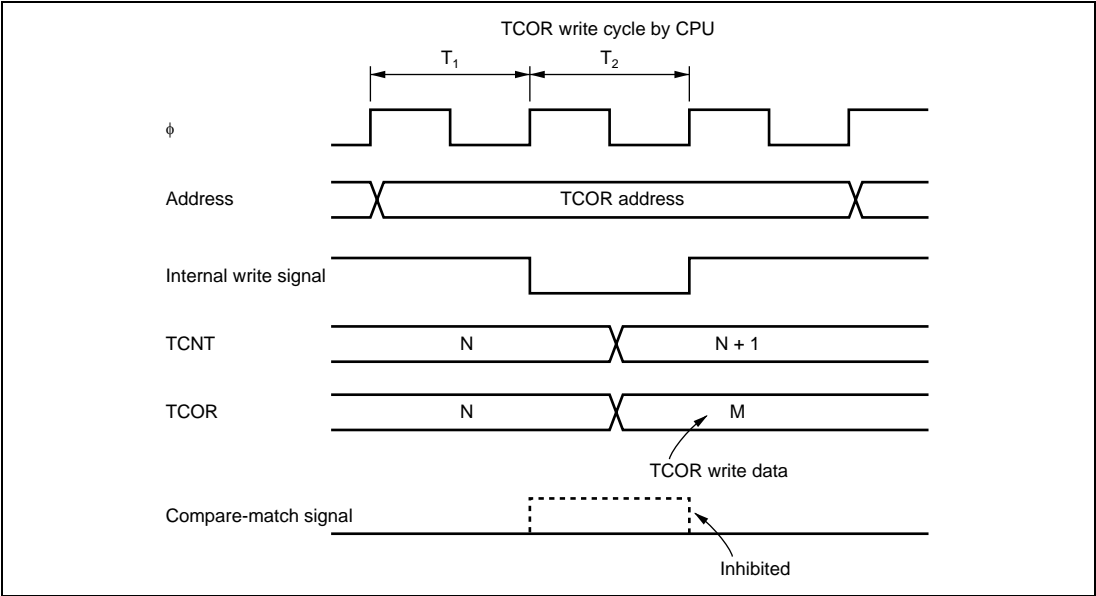 TCOR write cycle by CPU
T1 T2
φ
Address TCOR address
Internal write signal
TCNT N N + 1
TCOR N M
TCOR write data
Compare-match signal
Inhibited